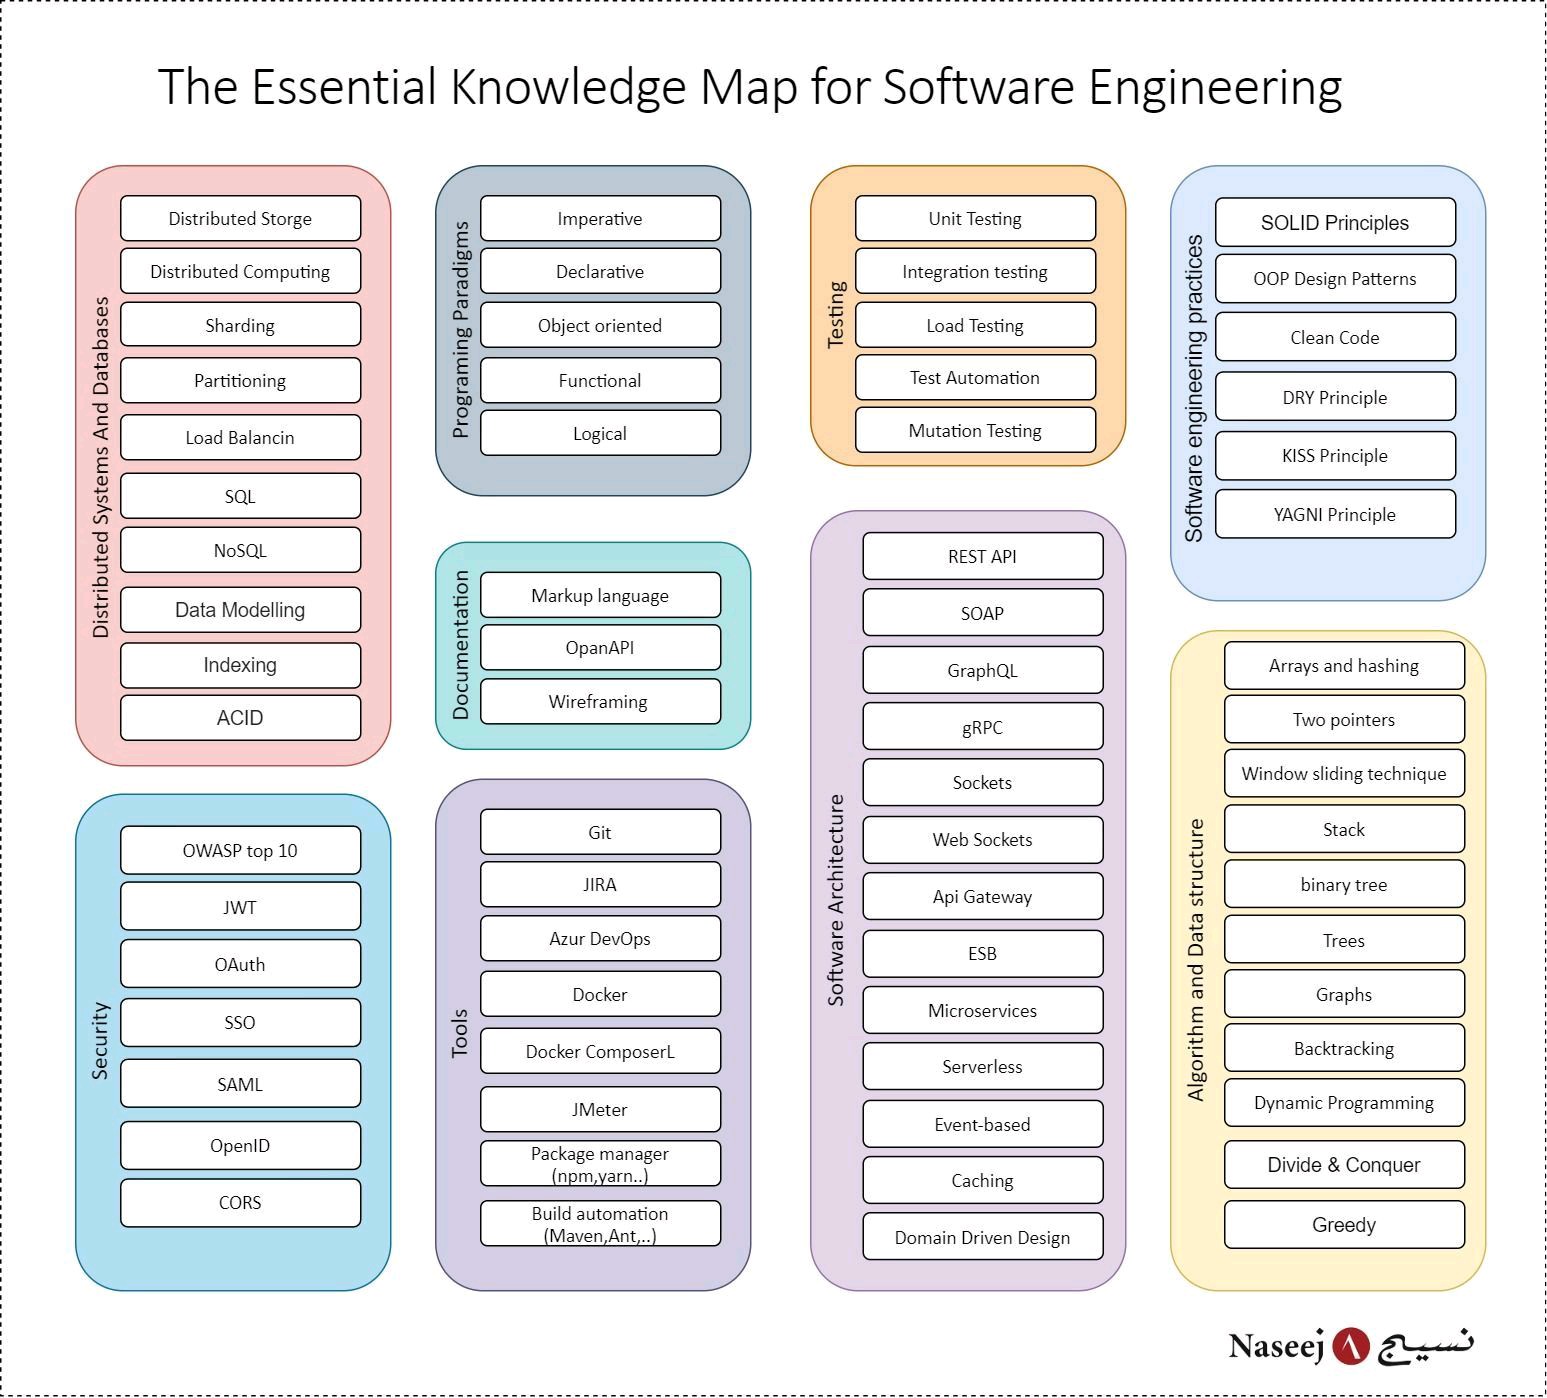 The Essential Knowledge Map for Software Engineering
Distributed Systems And Databases
Distributed Storge
Distributed Computing
Sharding
Partitioning
Load Balancin
SQL
NoSQL
Data Modelling
Indexing
ACID
Programing Paradigms
Imperative
Declarative
Object oriented
Functional
Logical
Testing
Unit Testing
Integration testing
Load Testing
Test Automation
Mutation Testing
Software engineering practices
SOLID Principles
OOP Design Patterns
Clean Code
DRY Principle
KISS Principle
YAGNI Principle
Documentation
Markup language
OpanAPI
Wireframing
Security
OWASP top 10
JWT
OAuth
SSO
SAML
OpenID
CORS
Tools
Git
JIRA
Azur DevOps
Docker
Docker ComposerL
JMeter
Package manager
(npm,yarn..)
Build automation
(Maven,Ant,..)
Software Architecture
REST API
SOAP
GraphQL
gRPC
Sockets
Web Sockets
Api Gateway
ESB
Microservices
Serverless
Event-based
Caching
Domain Driven Design
Algorithm and Data structure
Arrays and hashing
Two pointers
Window sliding technique
Stack
binary tree
Trees
Graphs
Backtracking
Dynamic Programming
Divide & Conquer
Greedy
Naseej نسيج